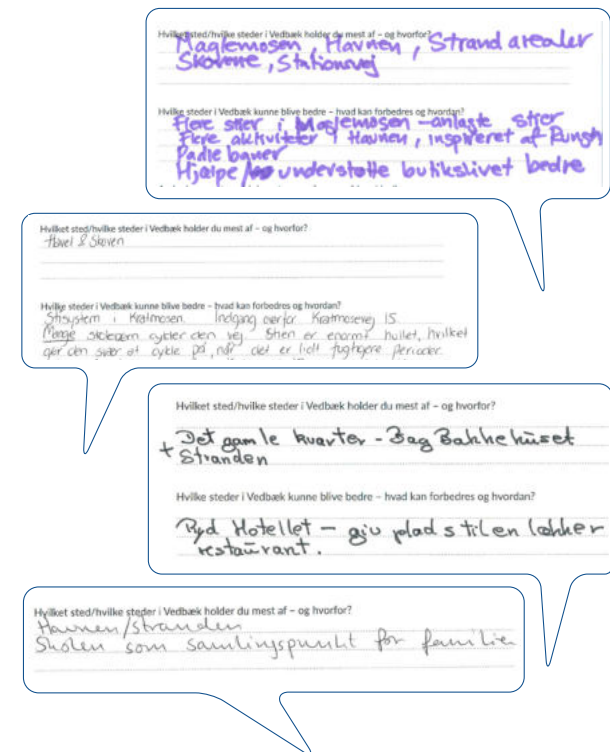 Hvilket sted/hvilke steder i Vedbæk holder du mest af – og hvorfor?
Maglemosen, Havnen, Strand arealer
Skovene, Stationsvej
Hvilke steder i Vedbæk kunne blive bedre – hvad kan forbedres og hvordan?
Flere stier i Maglemosen – anlagte stier
Flere aktiviteter i Havnen, inspireret af Rungst
Padle baner
Hjælpe understøtte butikslivet bedre
Hvilket sted/hvilke steder i Vedbæk holder du mest af – og hvorfor?
Havet & Skoven
Hvilke steder i Vedbæk kunne blive bedre – hvad kan forbedres og hvordan?
Stisystem i Kratmosen. Indgang overfor Kratmosevej 15
Mange skolebørn cykler den vej. Stien er enormt hullet, hvilket
gør den svær at cykle på, når det er lidt fugtigere perioder
Hvilket sted/hvilke steder i Vedbæk holder du mest af – og hvorfor?
Det gamle kvarter - Bag Bakkehuset
+ Stranden
Hvilke steder i Vedbæk kunne blive bedre – hvad kan forbedres og hvordan?
Ryd Hotellet – giv plads til en lækker
restaurant.
Hvilket sted/hvilke steder i Vedbæk holder du mest af – og hvorfor?
Havnen/stranden
Skolen som samlingspunkt for familien